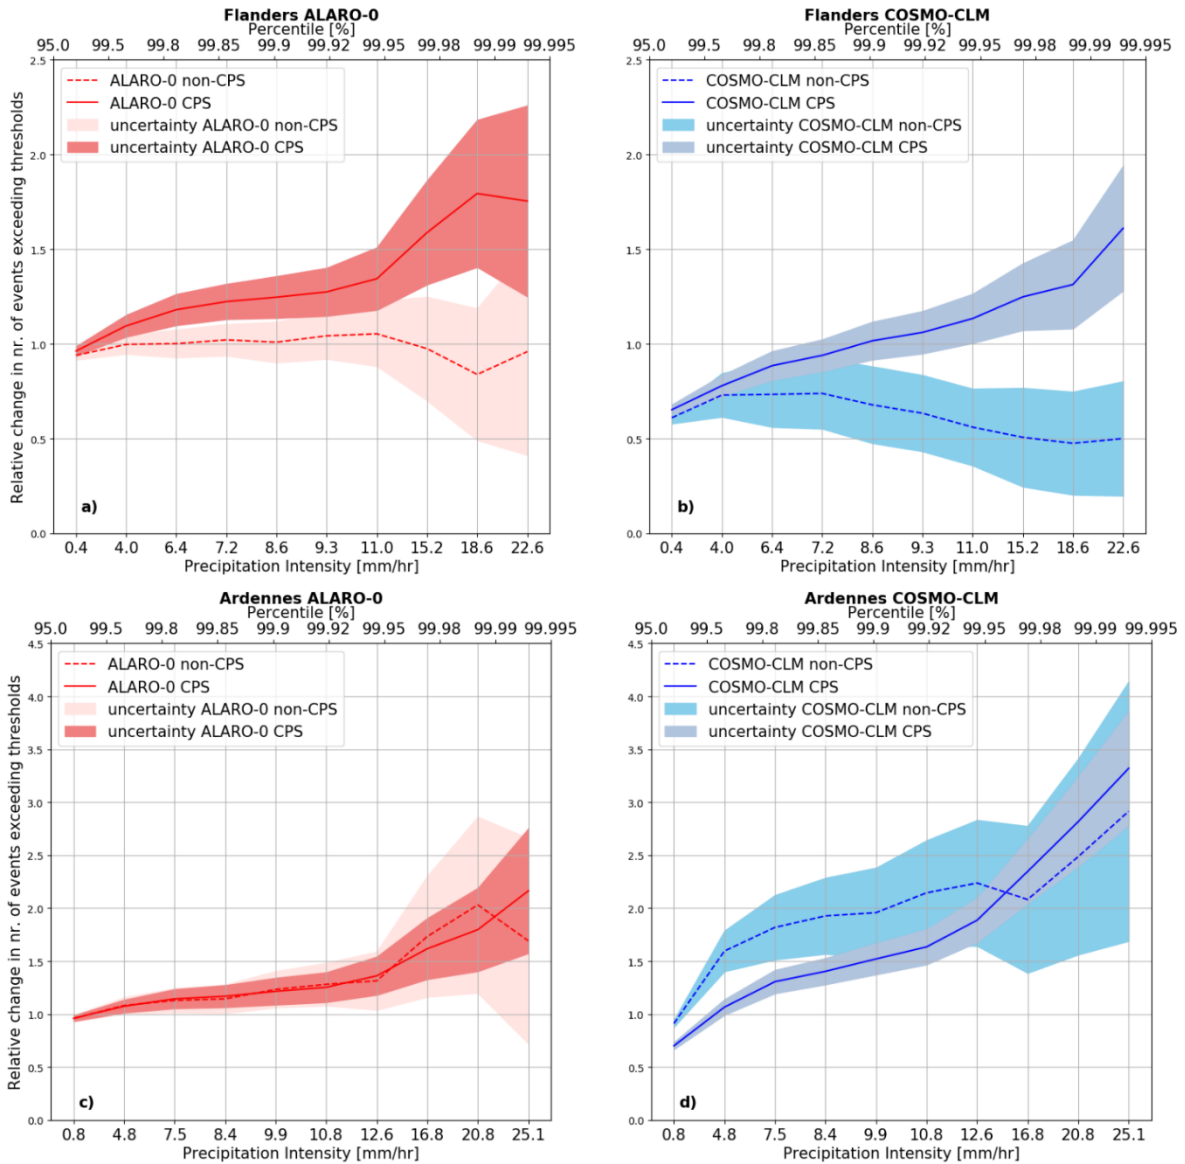 Flanders ALARO-0
Percentile [%]
95.0 99.5 99.8 99.85 99.9 99.92 99.95 99.98 99.99 99.995
2.5
2.0
1.5
1.0
0.5
0.0
Relative change in nr. of events exceeding thresholds
ALARO-0 non-CPS
ALARO-0 CPS
uncertainty ALARO-0 non-CPS
uncertainty ALARO-0 CPS
a)
0.4 4.0 6.4 7.2 8.6 9.3 11.0 15.2 18.6 22.6
Precipitation Intensity [mm/hr]
Flanders COSMO-CLM
Percentile [%]
95.0 99.5 99.8 99.85 99.9 99.92 99.95 99.98 99.99 99.995
2.5
2.0
1.5
1.0
0.5
0.0
COSMO-CLM non-CPS
COSMO-CLM CPS
uncertainty COSMO-CLM non-CPS
uncertainty COSMO-CLM CPS
b)
0.4 4.0 6.4 7.2 8.6 9.3 11.0 15.2 18.6 22.6
Precipitation Intensity [mm/hr]
Ardennes ALARO-0
Percentile [%]
95.0 99.5 99.8 99.85 99.9 99.92 99.95 99.98 99.99 99.995
4.5
4.0
3.5
3.0
2.5
2.0
1.5
1.0
0.5
0.0
Relative change in nr. of events exceeding thresholds
ALARO-0 non-CPS
ALARO-0 CPS
uncertainty ALARO-0 non-CPS
uncertainty ALARO-0 CPS
c)
0.8 4.8 7.5 8.4 9.9 10.8 12.6 16.8 20.8 25.1
Precipitation Intensity [mm/hr]
Ardennes COSMO-CLM
Percentile [%]
95.0 99.5 99.8 99.85 99.9 99.92 99.95 99.98 99.99 99.995
4.5
4.0
3.5
3.0
2.5
2.0
1.5
1.0
0.5
0.0
COSMO-CLM non-CPS
COSMO-CLM CPS
uncertainty COSMO-CLM non-CPS
uncertainty COSMO-CLM CPS
d)
0.8 4.8 7.5 8.4 9.9 10.8 12.6 16.8 20.8 25.1
Precipitation Intensity [mm/hr]